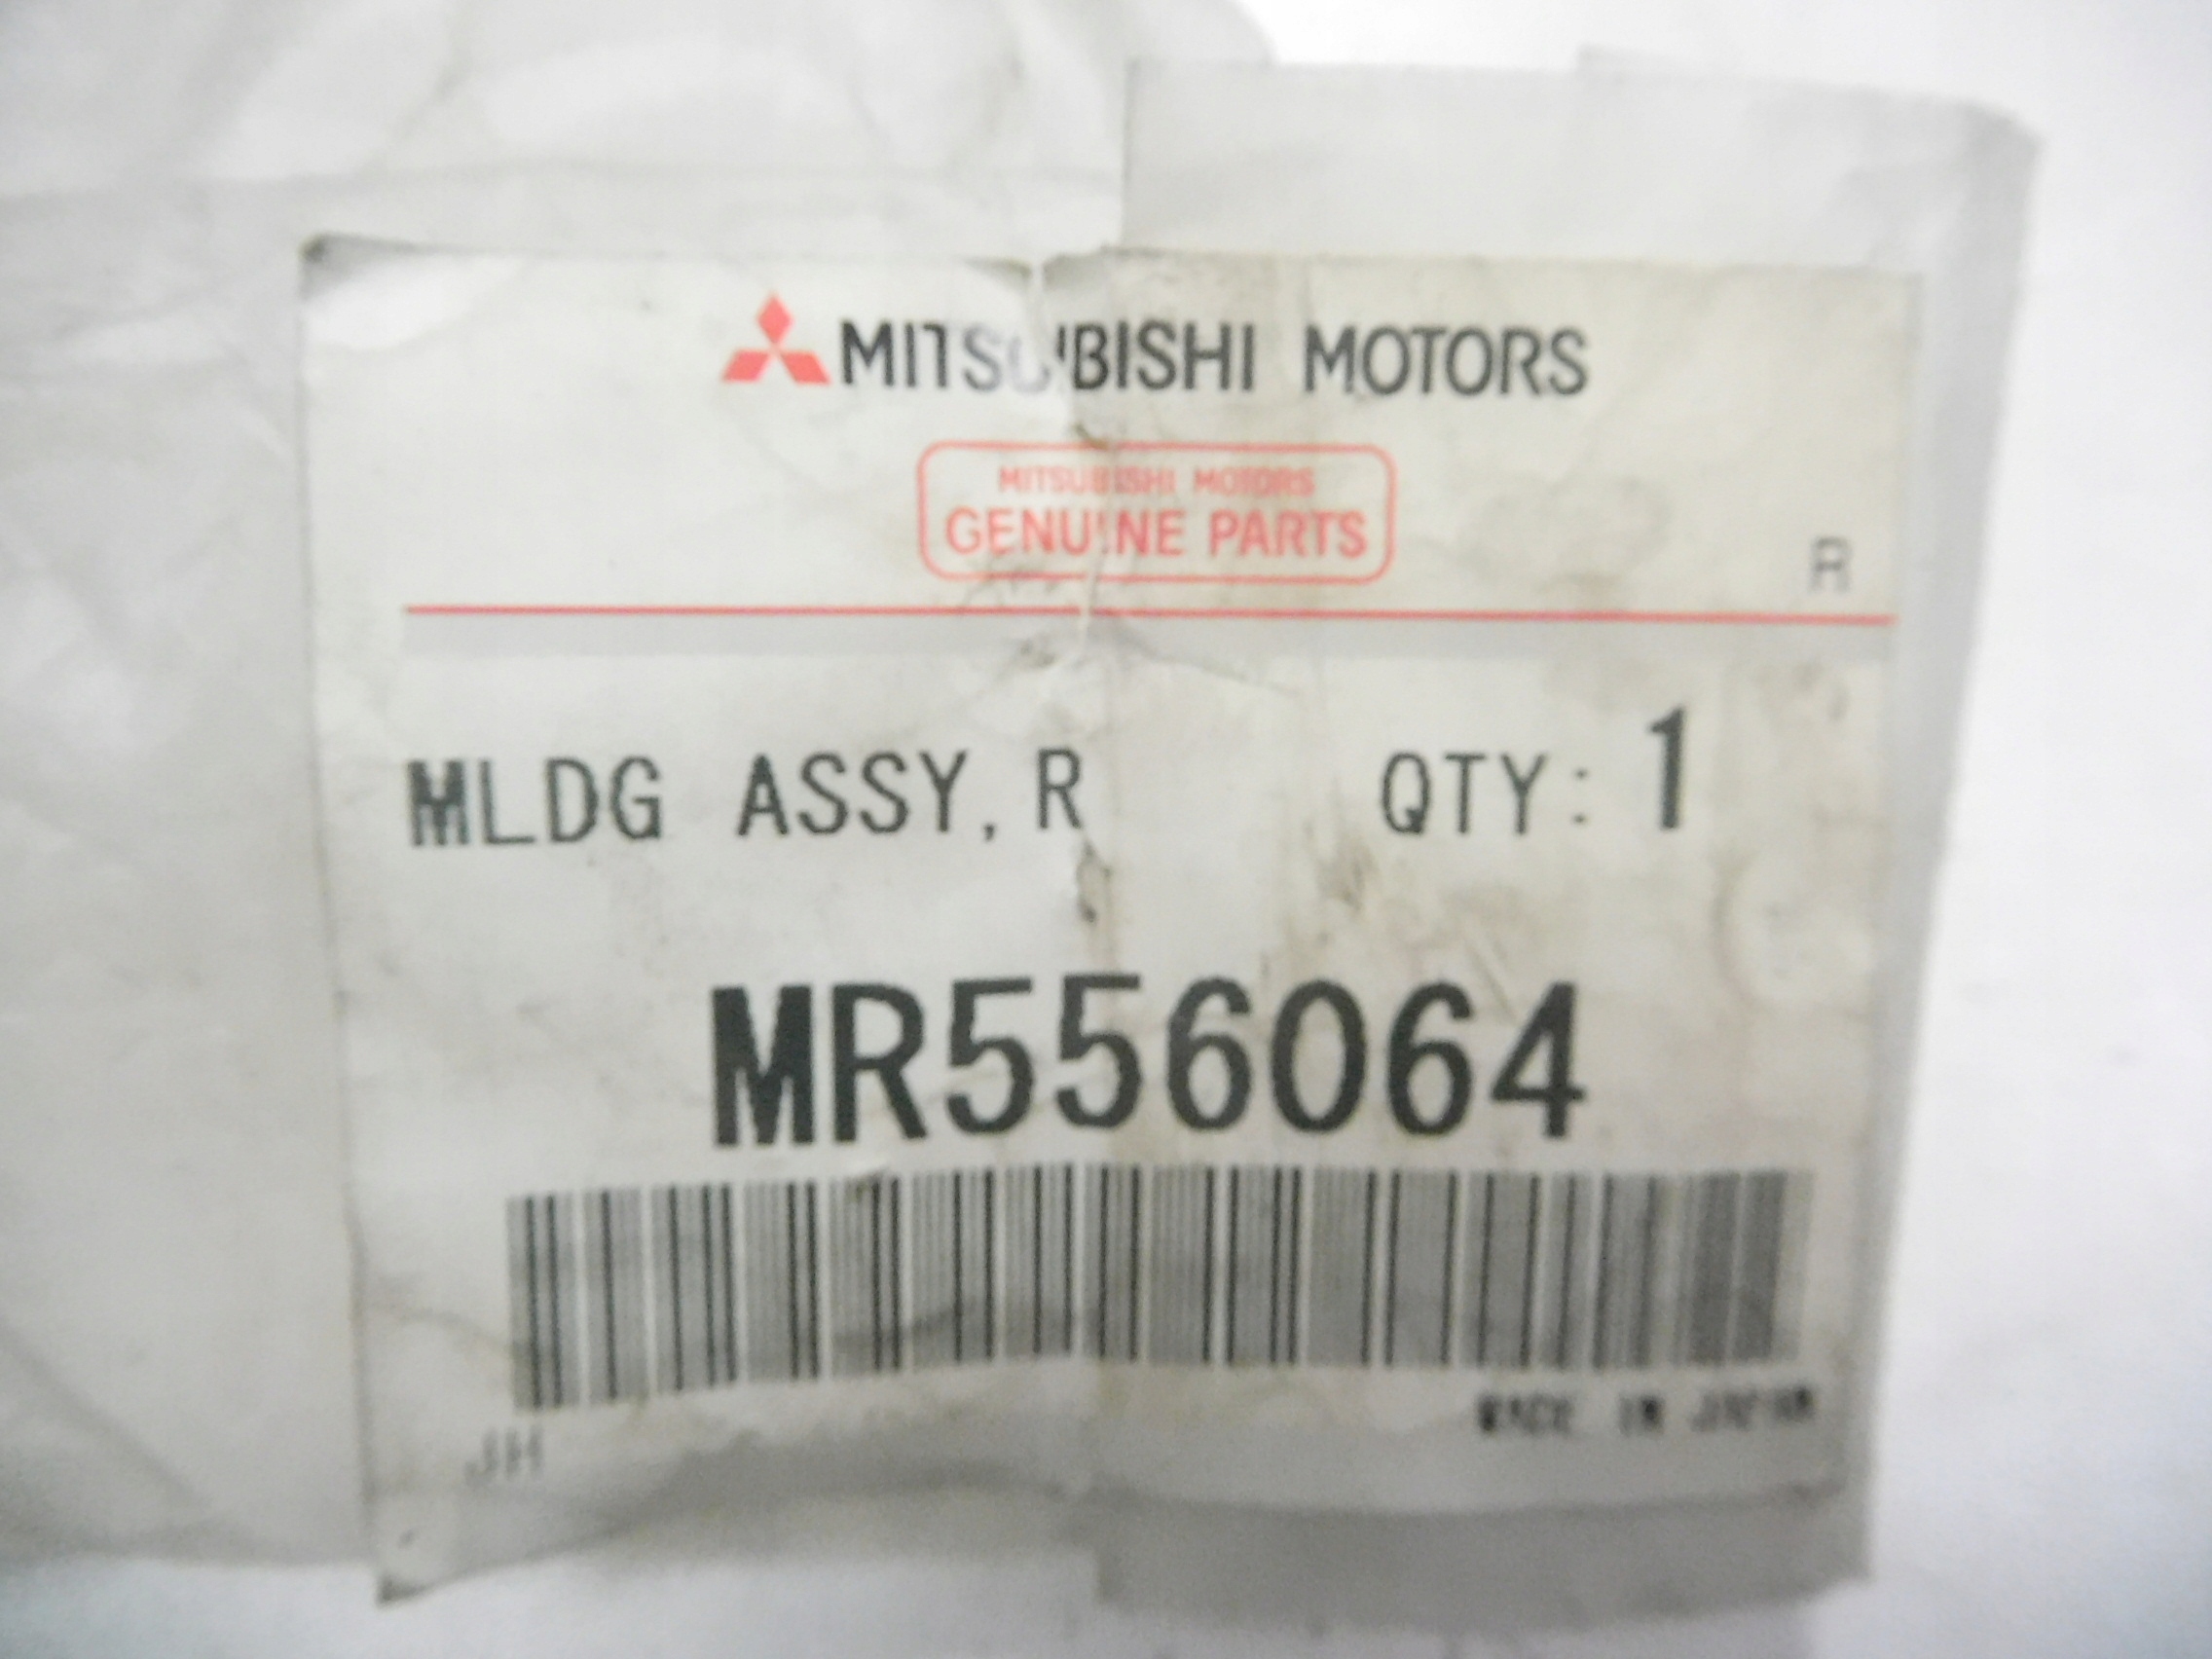 MITSUBISHI MOTORS
MITSUBISHI MOTORS
GENUINE PARTS
R
MLDG ASSY, R QTY: 1
MR556064
MADE IN JAPAN
JH